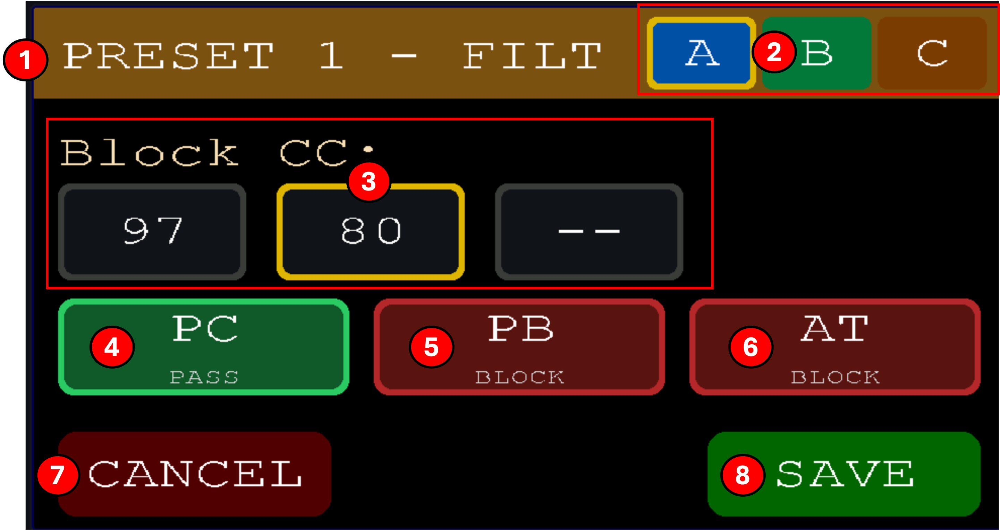 1 PRESET 1 - FILT A 2 B C
Block CC:
3
97 80 --
PC PB AT
4 5 6
PASS BLOCK BLOCK
7 CANCEL 8 SAVE